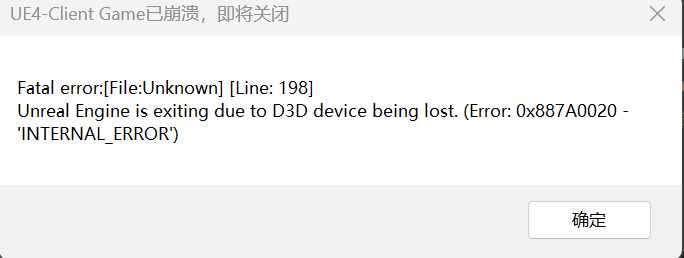 UE4-Client Game已崩溃，即将关闭
Fatal error:[File:Unknown] [Line: 198]
Unreal Engine is exiting due to D3D device being lost. (Error: 0x887A0020 -
'INTERNAL_ERROR')
确定